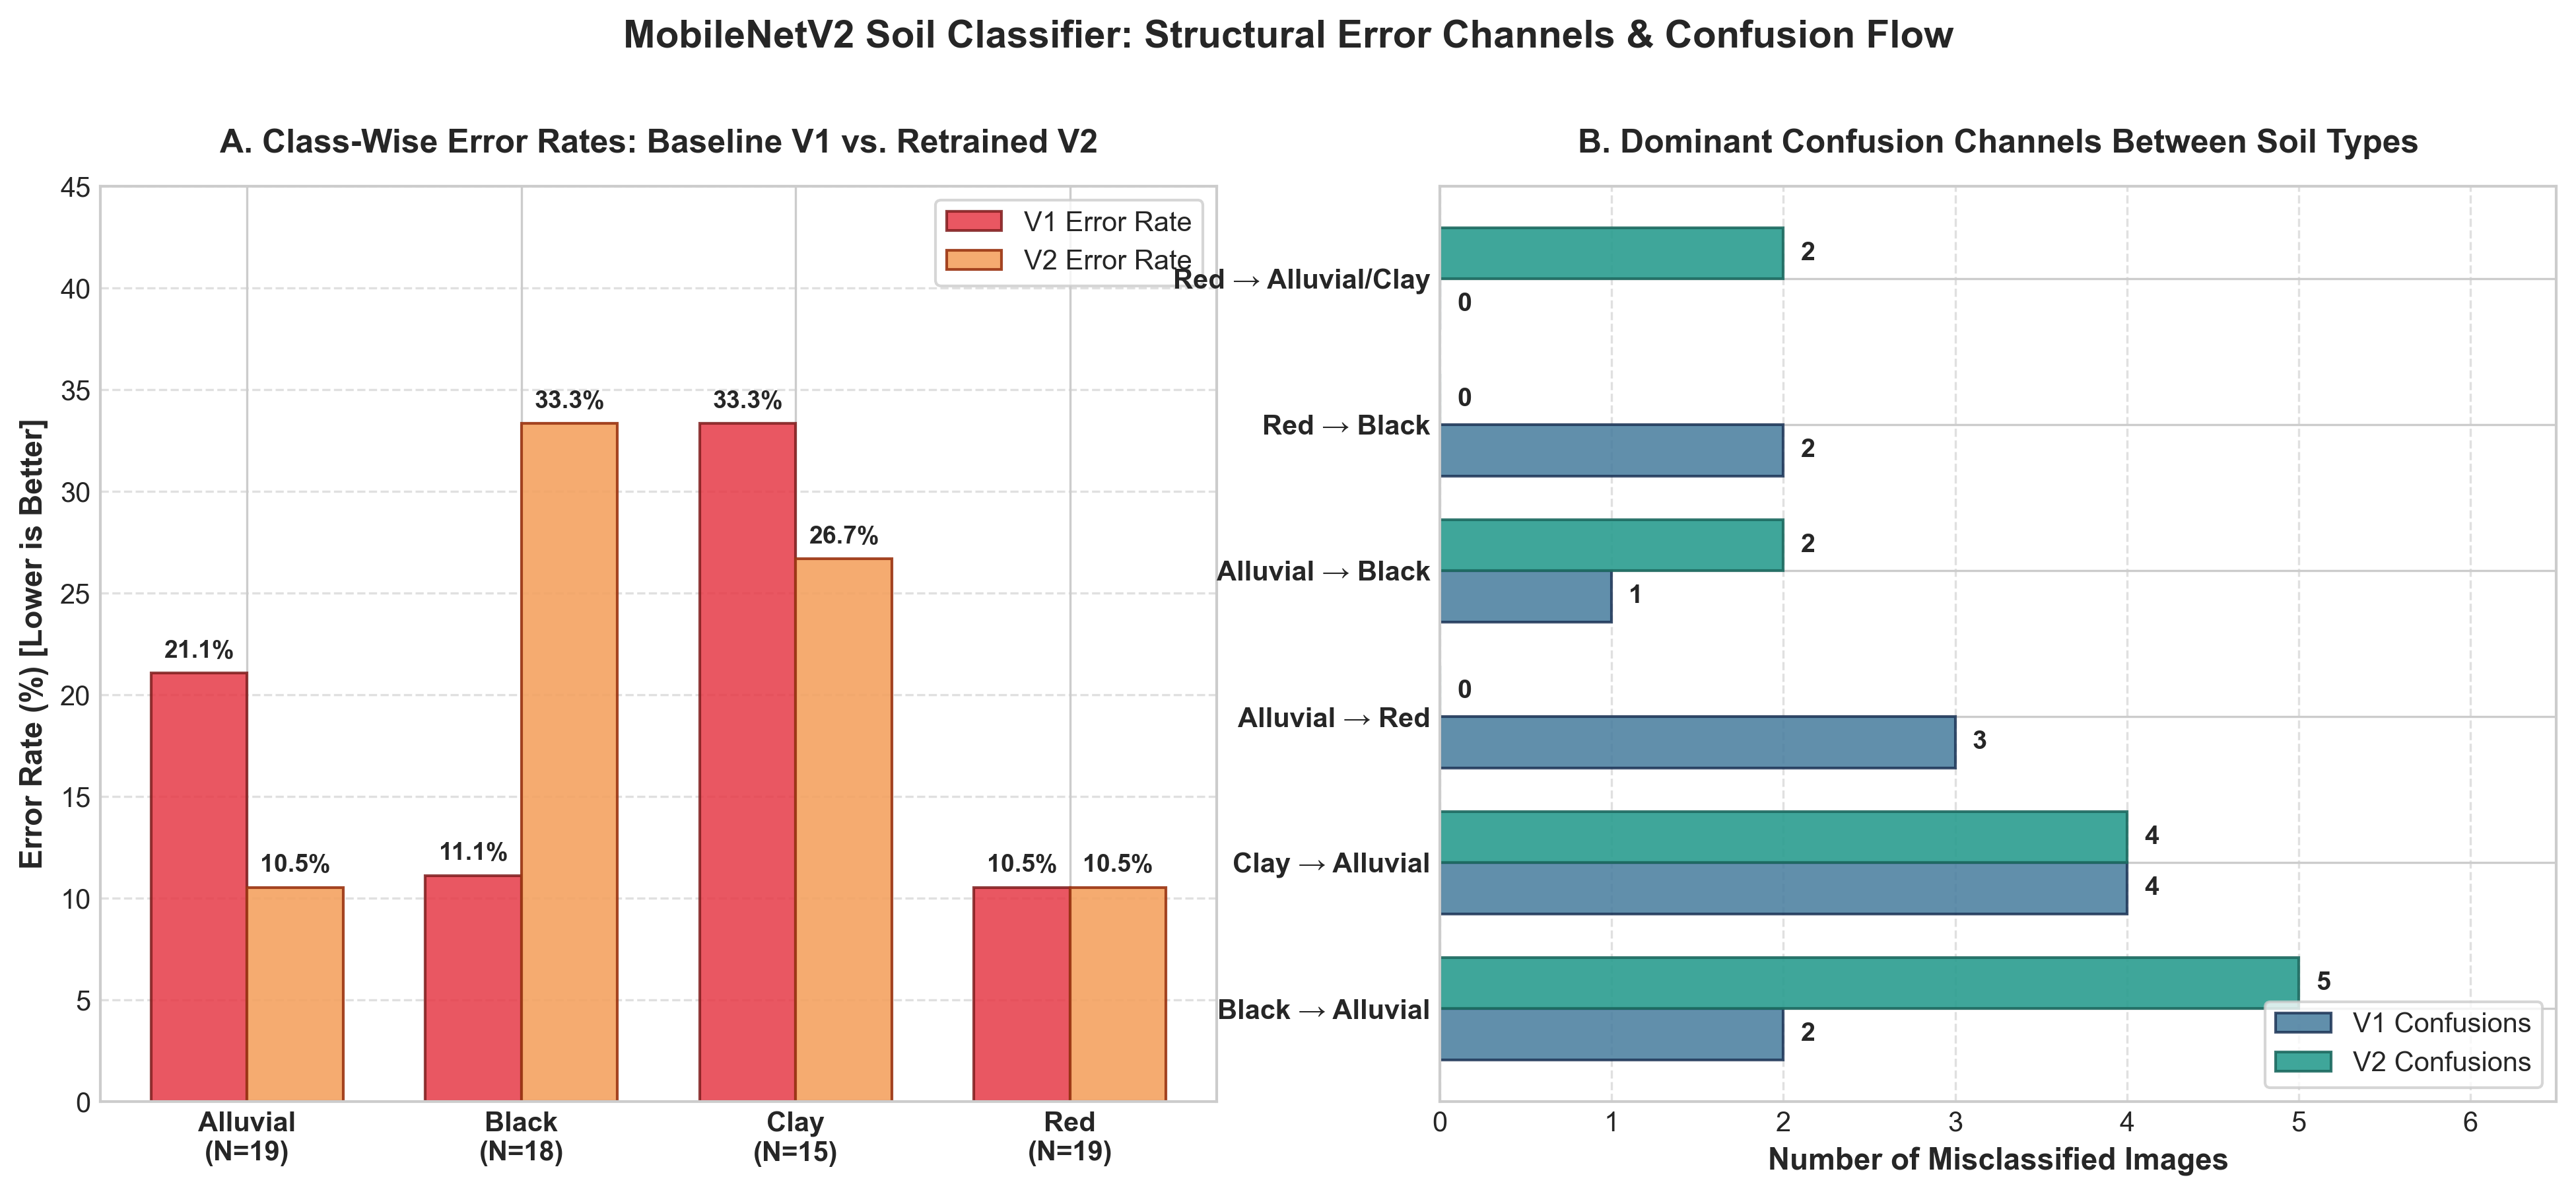 MobileNetV2 Soil Classifier: Structural Error Channels & Confusion Flow
A. Class-Wise Error Rates: Baseline V1 vs. Retrained V2
Error Rate (%) [Lower is Better]
45
40
35
30
25
20
15
10
5
0
V1 Error Rate
V2 Error Rate
21.1%
10.5%
11.1%
33.3%
33.3%
26.7%
10.5%
10.5%
Alluvial
(N=19)
Black
(N=18)
Clay
(N=15)
Red
(N=19)
B. Dominant Confusion Channels Between Soil Types
Red → Alluvial/Clay
2
0
Red → Black
0
2
Alluvial → Black
2
1
Alluvial → Red
0
3
Clay → Alluvial
4
4
Black → Alluvial
5
2
V1 Confusions
V2 Confusions
0 1 2 3 4 5 6
Number of Misclassified Images